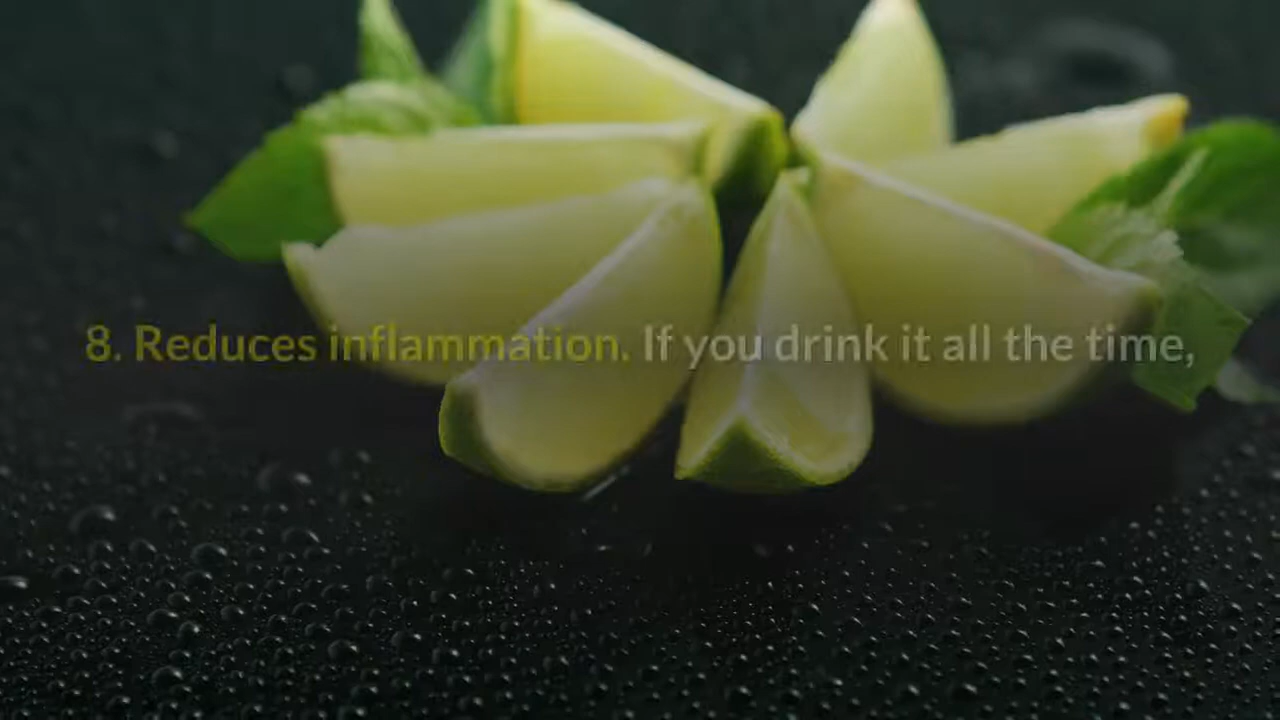 8. Reduces inflammation. If you drink it all the time,